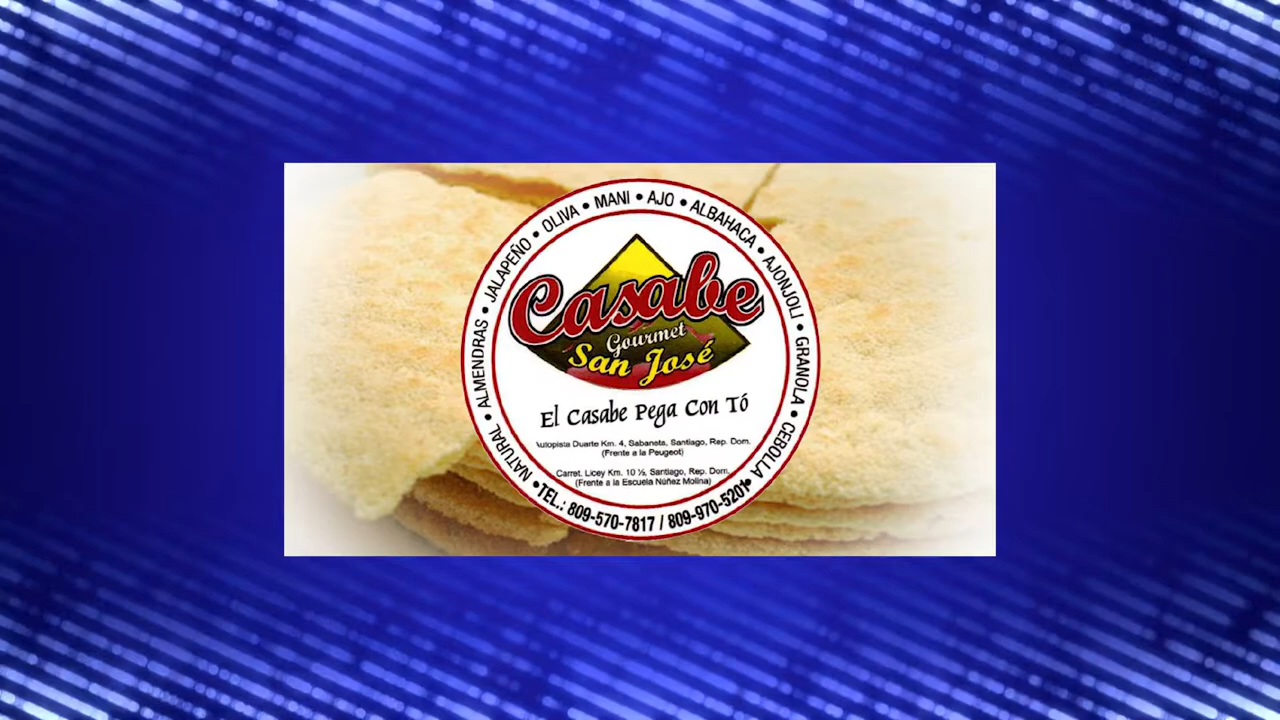 NATURAL • ALMENDRAS • JALAPEÑO • OLIVA • MANI • AJO • ALBAHACA • AJONJOLI • GRANOLA • CEBOLLA
Casabe
Gourmet
San José
El Casabe Pega Con Tó
Autopista Duarte Km. 4, Sabaneta, Santiago, Rep. Dom.
(Frente a la Peugeot)
Carret. Licey Km. 10 ½, Santiago, Rep. Dom.
(Frente a la Escuela Núñez Molina)
• TEL.: 809-570-7817 / 809-970-5201 •